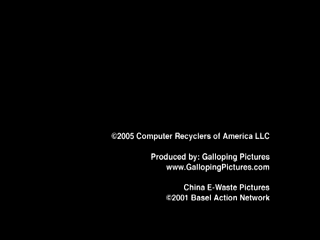 ©2005 Computer Recyclers of America LLC
Produced by: Galloping Pictures
www.GallopingPictures.com
China E-Waste Pictures
©2001 Basel Action Network